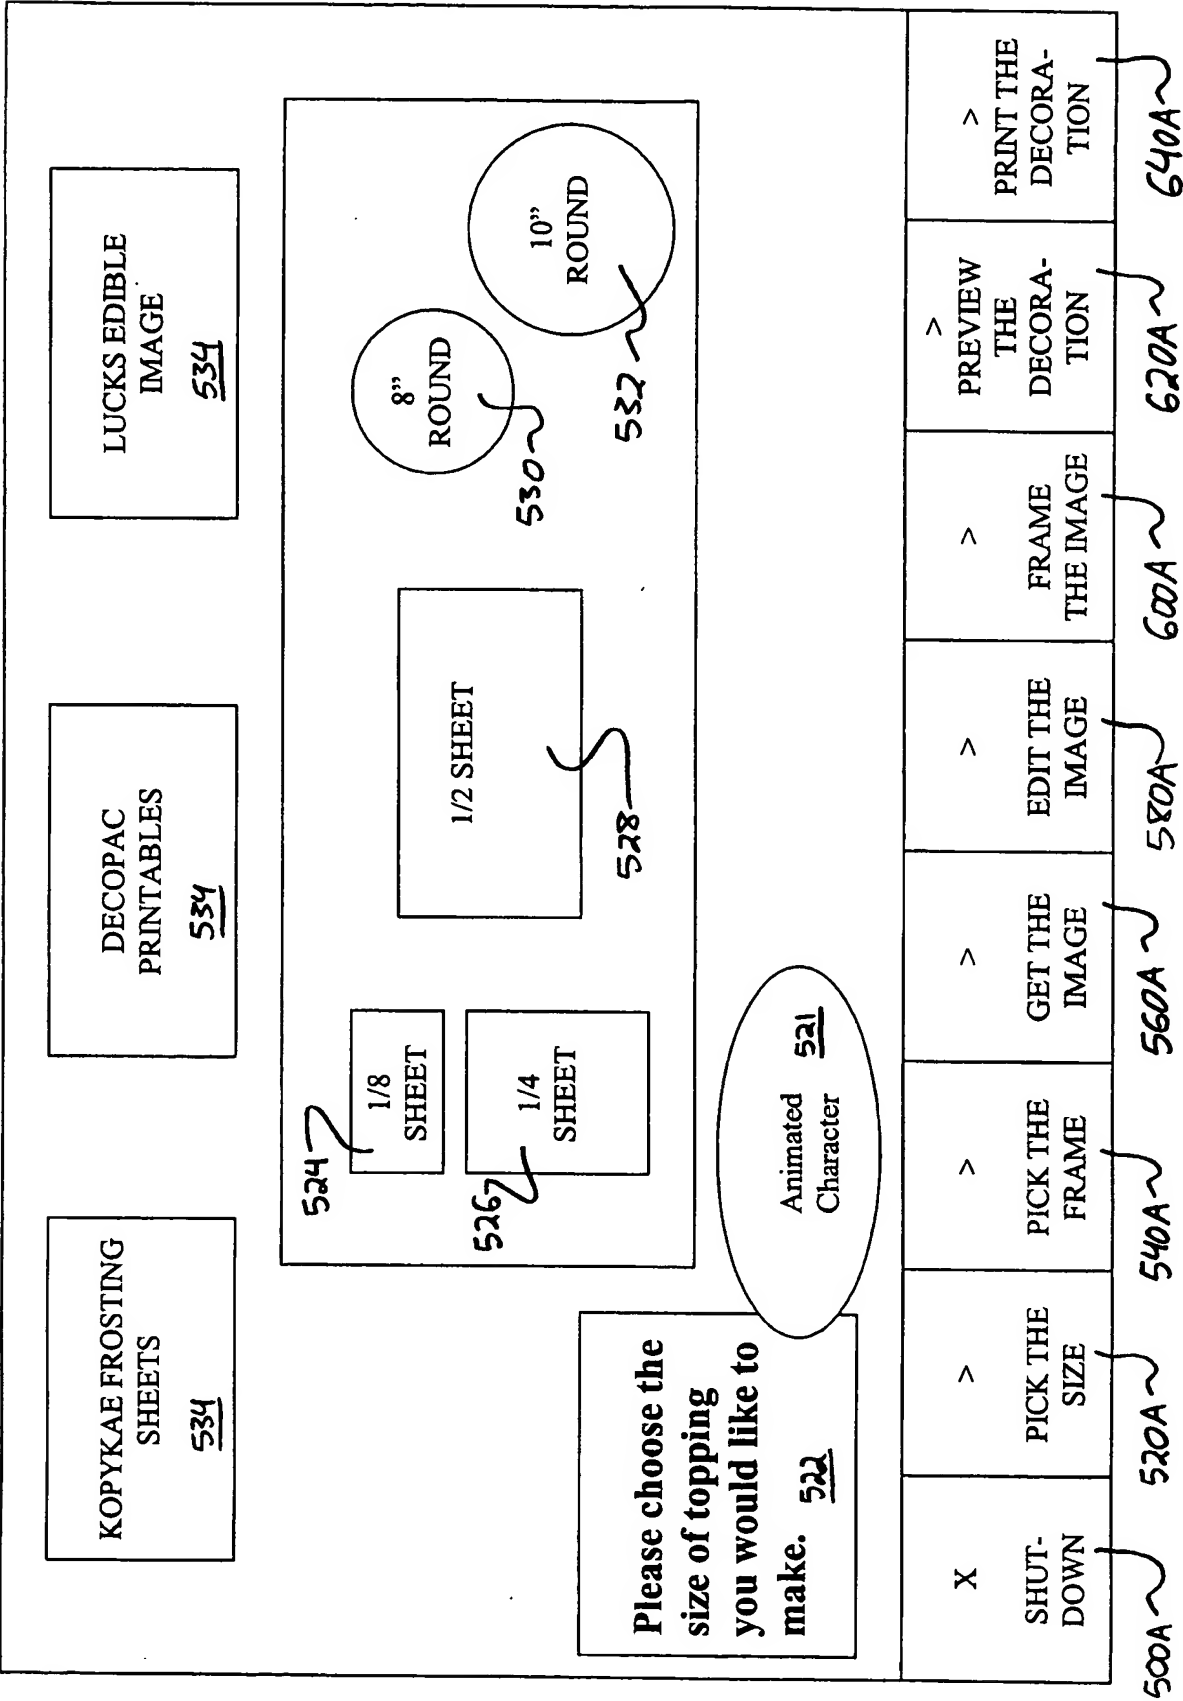 KOPYKAE FROSTING
SHEETS
534
DECOPAC
PRINTABLES
534
LUCKS EDIBLE
IMAGE
534
524
1/8
SHEET
526
1/4
SHEET
1/2 SHEET
528
8"
ROUND
530
10"
ROUND
532
Please choose the
size of topping
you would like to
make. 522
Animated
Character
521
X
SHUT-
DOWN
>
PICK THE
SIZE
>
PICK THE
FRAME
>
GET THE
IMAGE
>
EDIT THE
IMAGE
>
FRAME
THE IMAGE
>
PREVIEW
THE
DECORA-
TION
>
PRINT THE
DECORA-
TION
500A
520A
540A
560A
580A
600A
620A
640A